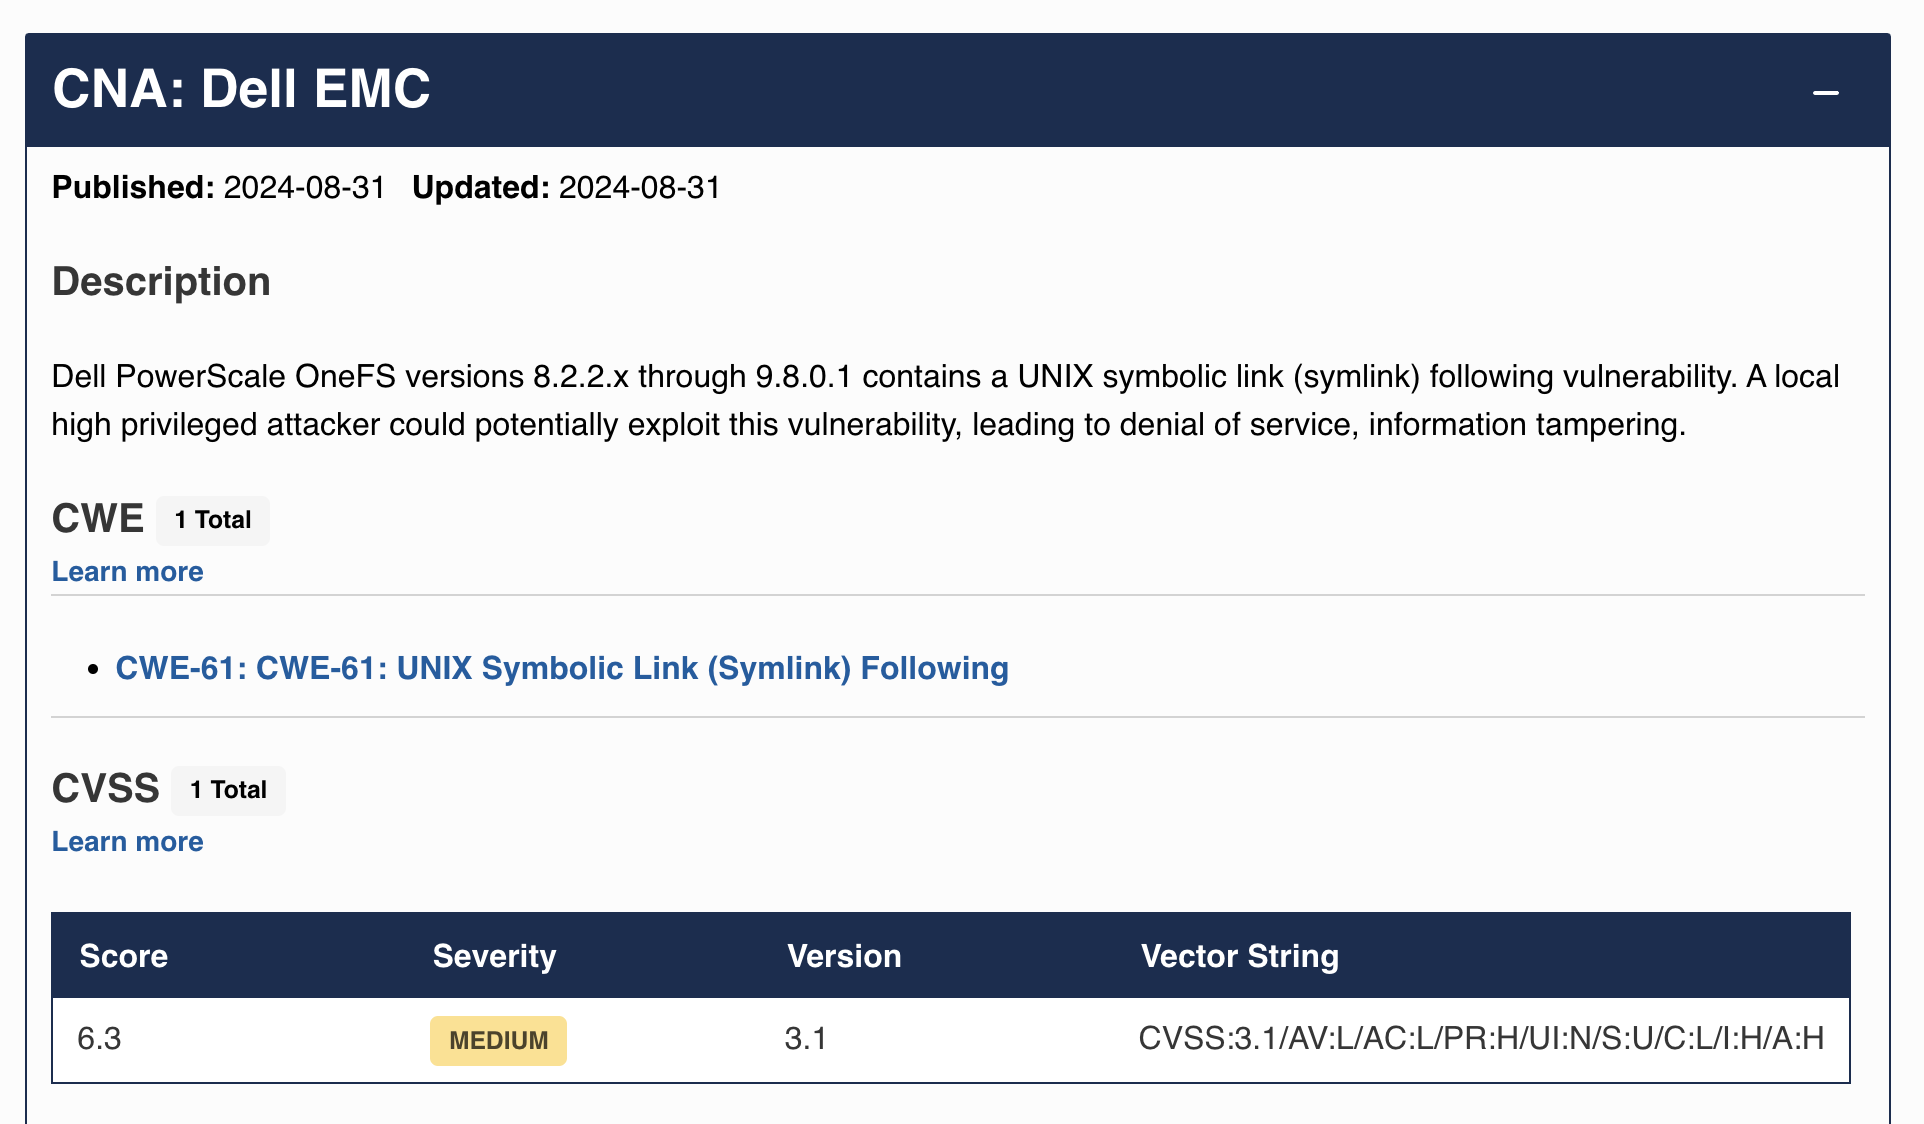 CNA: Dell EMC
Published: 2024-08-31 Updated: 2024-08-31
Description
Dell PowerScale OneFS versions 8.2.2.x through 9.8.0.1 contains a UNIX symbolic link (symlink) following vulnerability. A local
high privileged attacker could potentially exploit this vulnerability, leading to denial of service, information tampering.
CWE 1 Total
Learn more
• CWE-61: CWE-61: UNIX Symbolic Link (Symlink) Following
CVSS 1 Total
Learn more
Score Severity Version Vector String
6.3 MEDIUM 3.1 CVSS:3.1/AV:L/AC:L/PR:H/UI:N/S:U/C:L/I:H/A:H